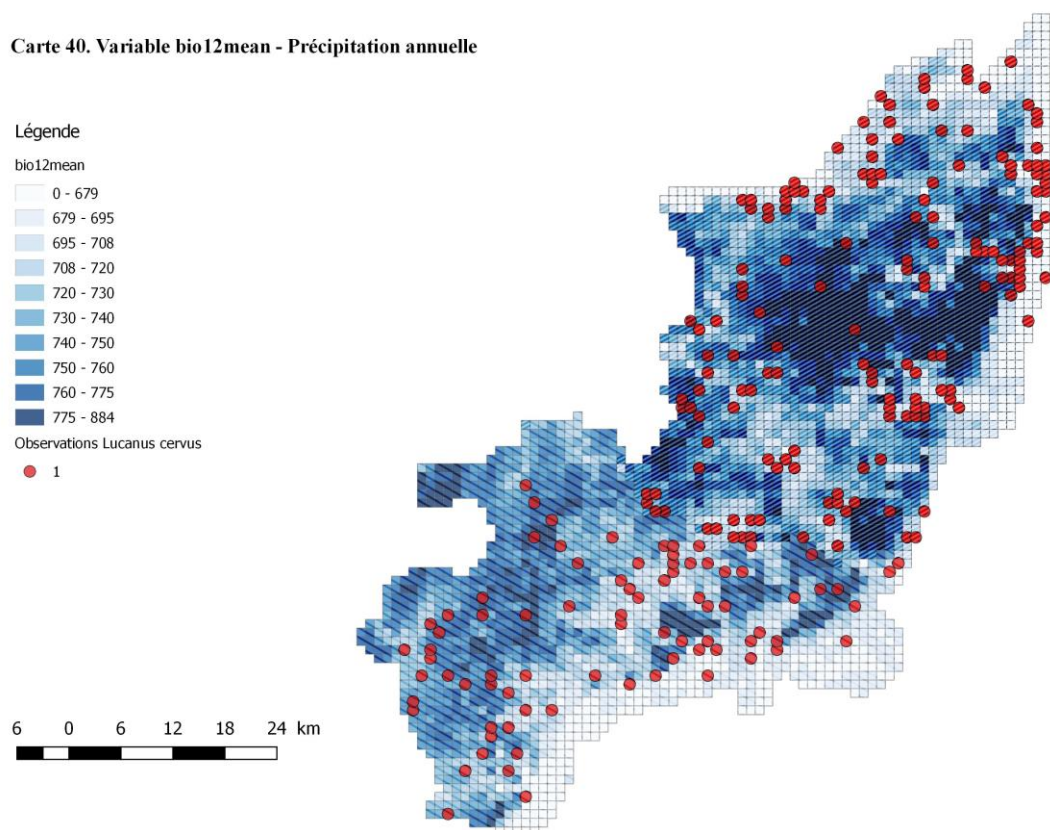 Carte 40. Variable bio12mean - Précipitation annuelle
Légende
bio12mean
0 - 679
679 - 695
695 - 708
708 - 720
720 - 730
730 - 740
740 - 750
750 - 760
760 - 775
775 - 884
Observations Lucanus cervus
1
6 0 6 12 18 24 km